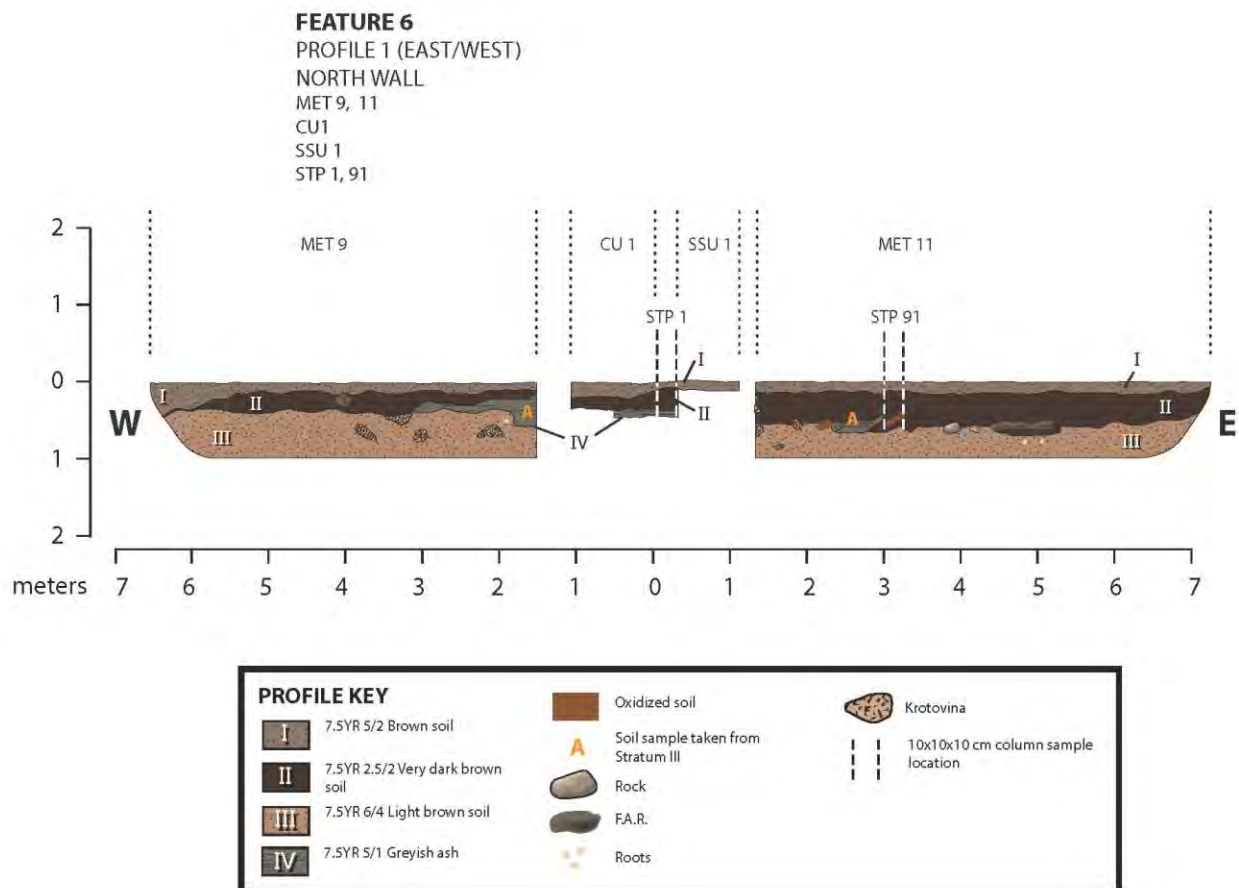 FEATURE 6
PROFILE 1 (EAST/WEST)
NORTH WALL
MET 9, 11
CU1
SSU 1
STP 1, 91
2
1
0
1
2
MET 9
CU 1
SSU 1
MET 11
STP 1
STP 91
W
E
I
II
III
A
IV
I
II
A
I
II
III
meters 7 6 5 4 3 2 1 0 1 2 3 4 5 6 7
PROFILE KEY
I 7.5YR 5/2 Brown soil
II 7.5YR 2.5/2 Very dark brown
soil
III 7.5YR 6/4 Light brown soil
IV 7.5YR 5/1 Greyish ash
Oxidized soil
A Soil sample taken from
Stratum III
Rock
F.A.R.
Roots
Krotovina
10x10x10 cm column sample
location